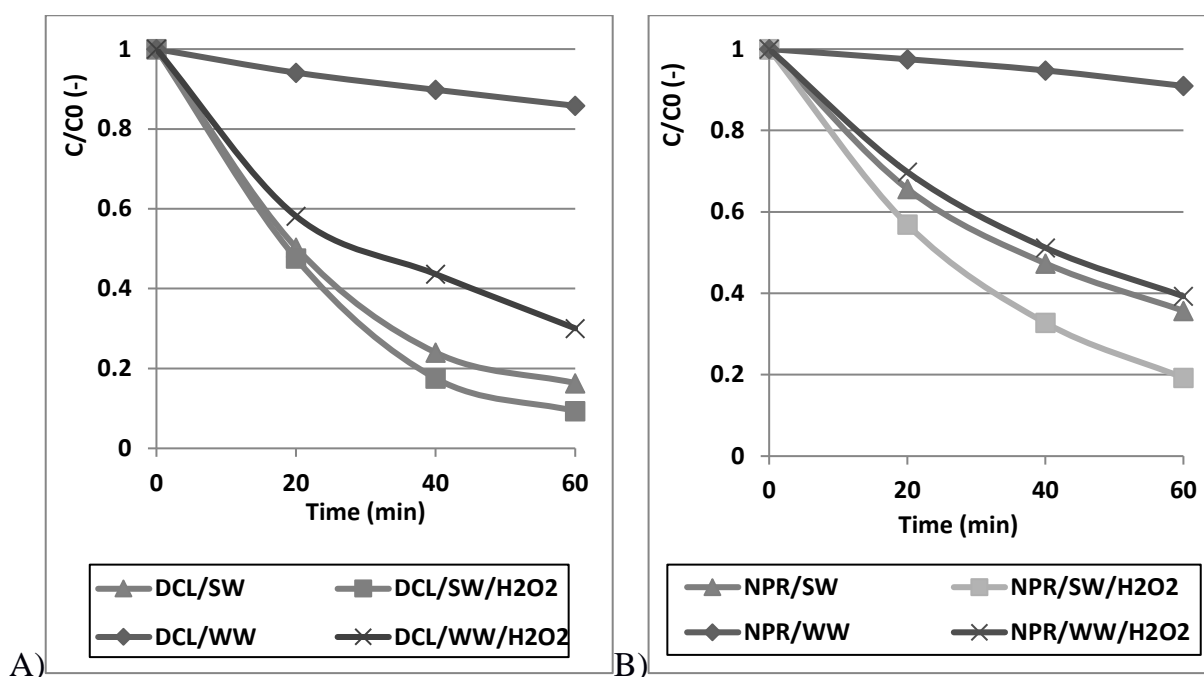 C/C0 (-)
1
0.8
0.6
0.4
0.2
0
0 20 40 60
Time (min)
DCL/SW DCL/SW/H2O2
DCL/WW DCL/WW/H2O2
A)
C/C0 (-)
1
0.8
0.6
0.4
0.2
0
0 20 40 60
Time (min)
NPR/SW NPR/SW/H2O2
NPR/WW NPR/WW/H2O2
B)